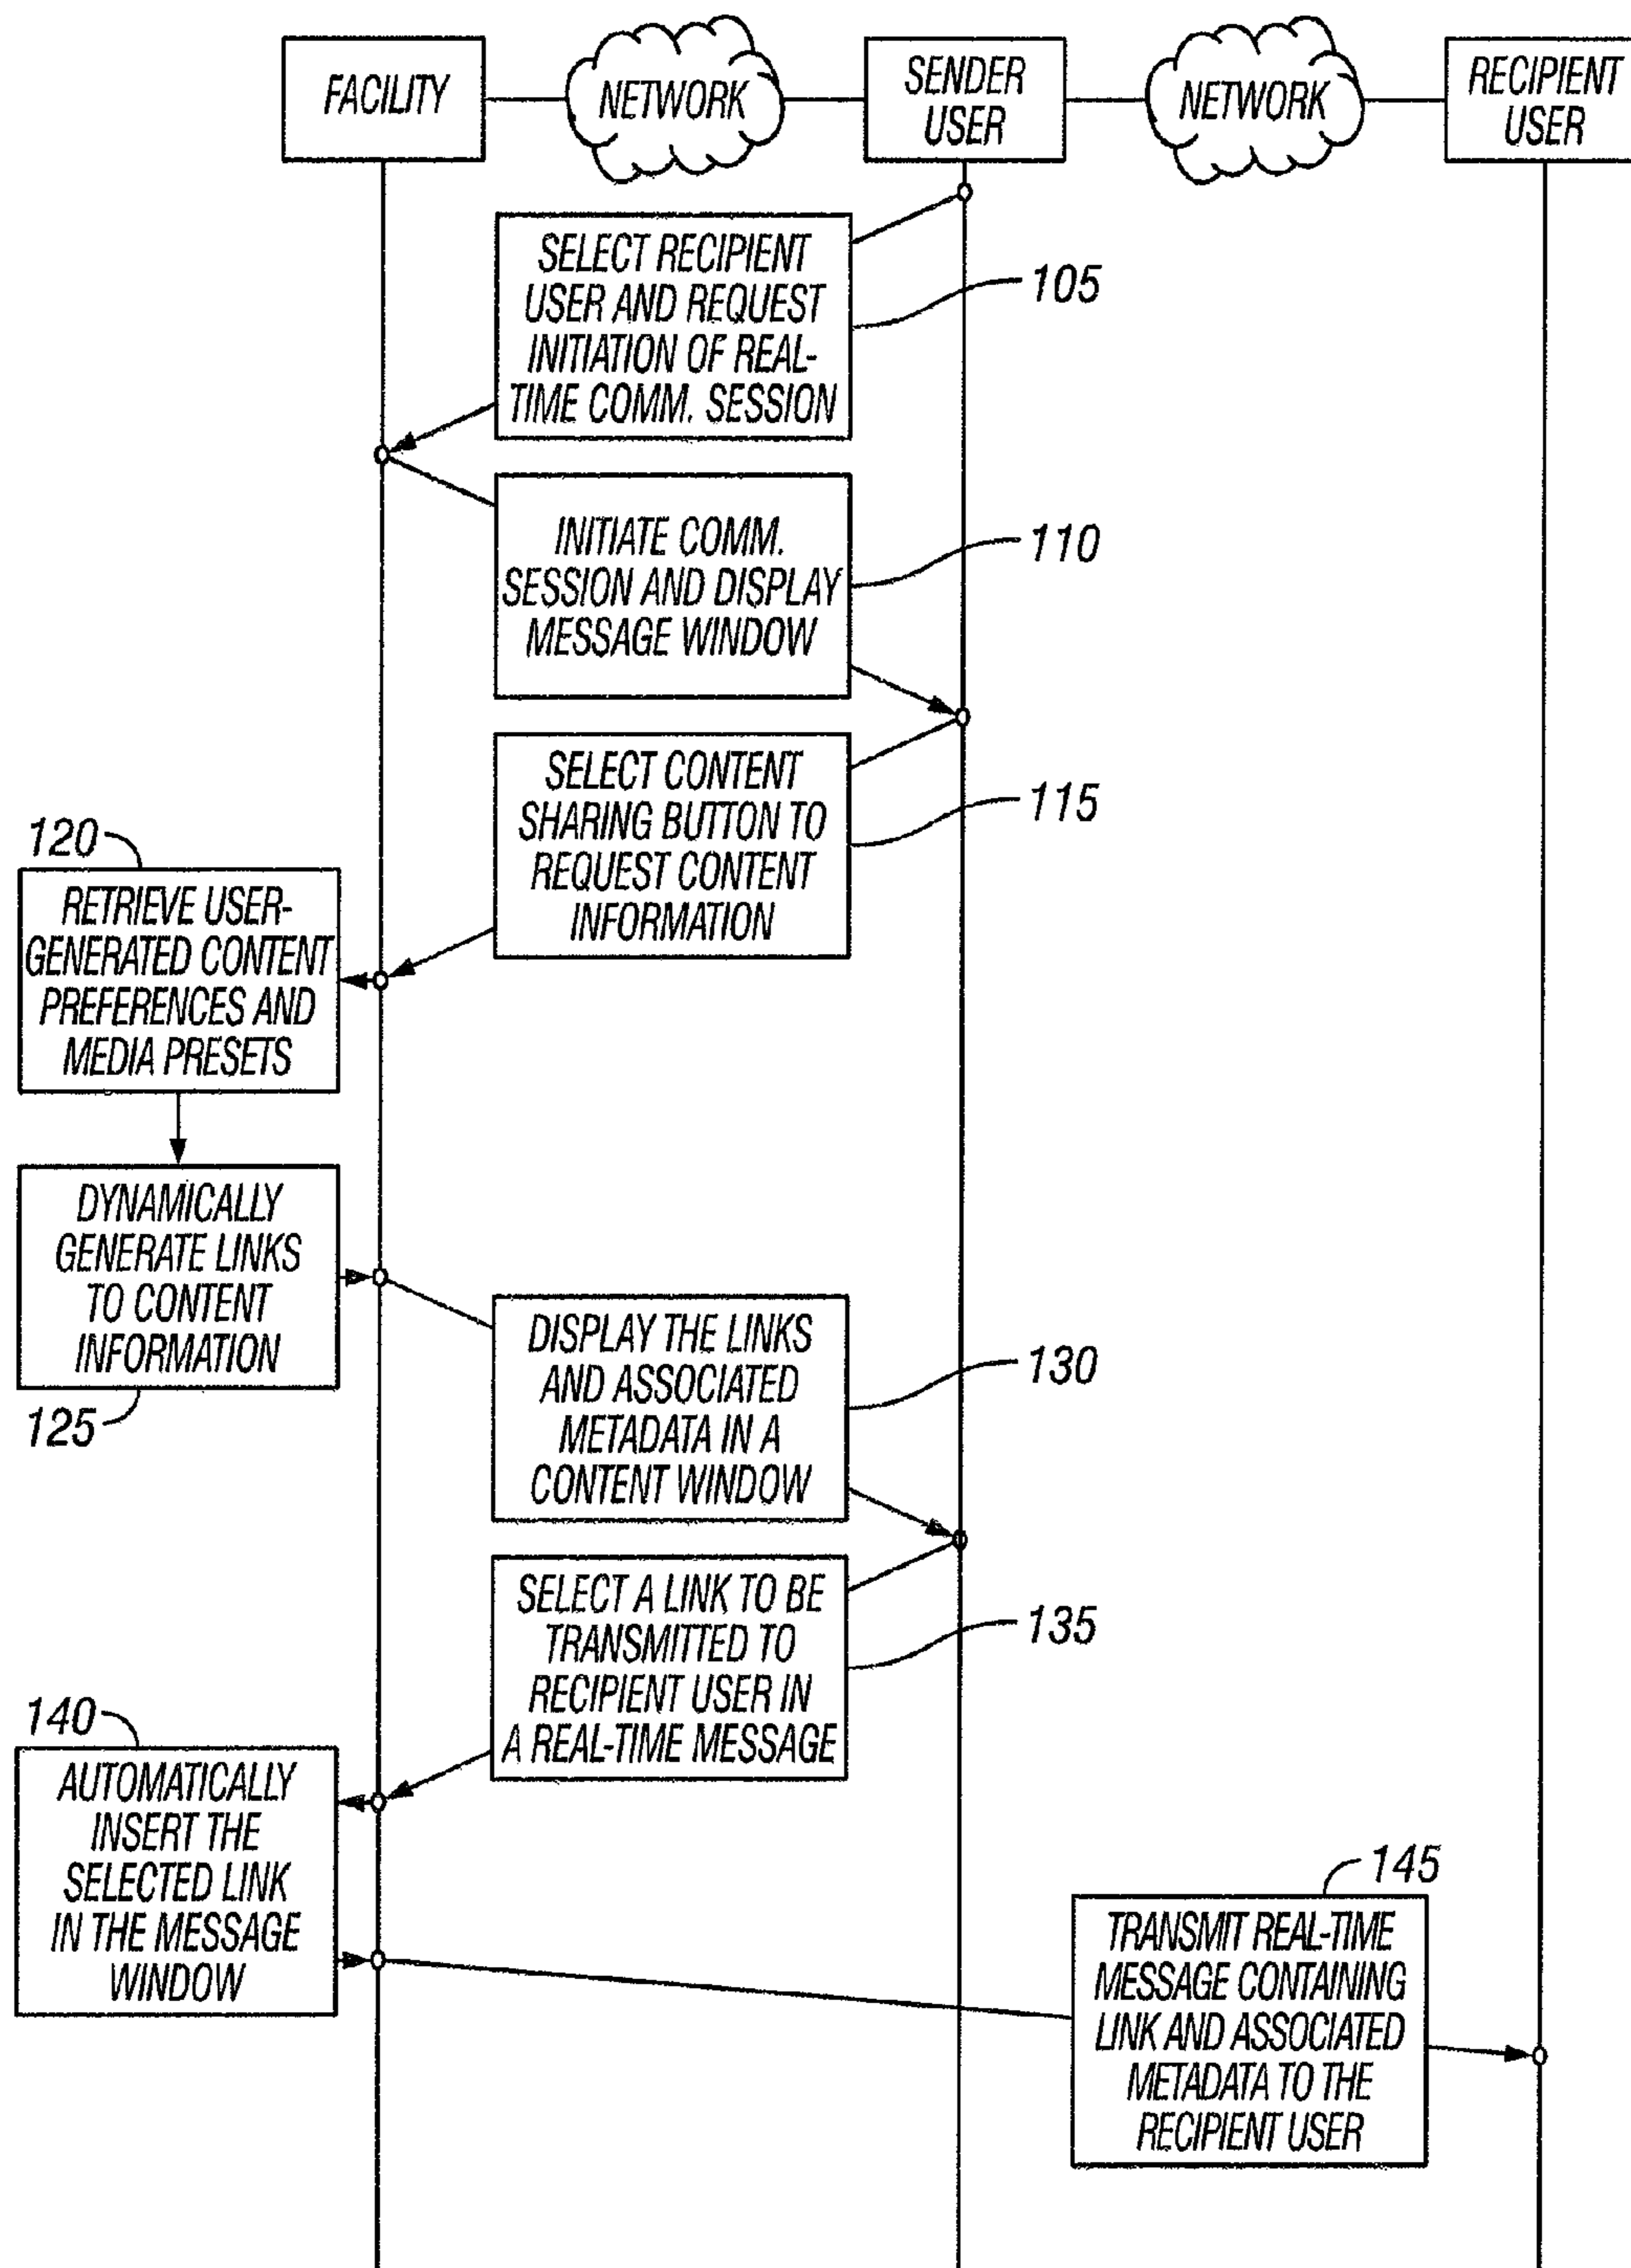 FACILITY
NETWORK
SENDER
USER
NETWORK
RECIPIENT
USER
SELECT RECIPIENT
USER AND REQUEST
INITIATION OF REAL-
TIME COMM. SESSION
105
INITIATE COMM.
SESSION AND DISPLAY
MESSAGE WINDOW
110
SELECT CONTENT
SHARING BUTTON TO
REQUEST CONTENT
INFORMATION
115
120
RETRIEVE USER-
GENERATED CONTENT
PREFERENCES AND
MEDIA PRESETS
DYNAMICALLY
GENERATE LINKS
TO CONTENT
INFORMATION
125
DISPLAY THE LINKS
AND ASSOCIATED
METADATA IN A
CONTENT WINDOW
130
SELECT A LINK TO BE
TRANSMITTED TO
RECIPIENT USER IN
A REAL-TIME MESSAGE
135
140
AUTOMATICALLY
INSERT THE
SELECTED LINK
IN THE MESSAGE
WINDOW
145
TRANSMIT REAL-TIME
MESSAGE CONTAINING
LINK AND ASSOCIATED
METADATA TO THE
RECIPIENT USER